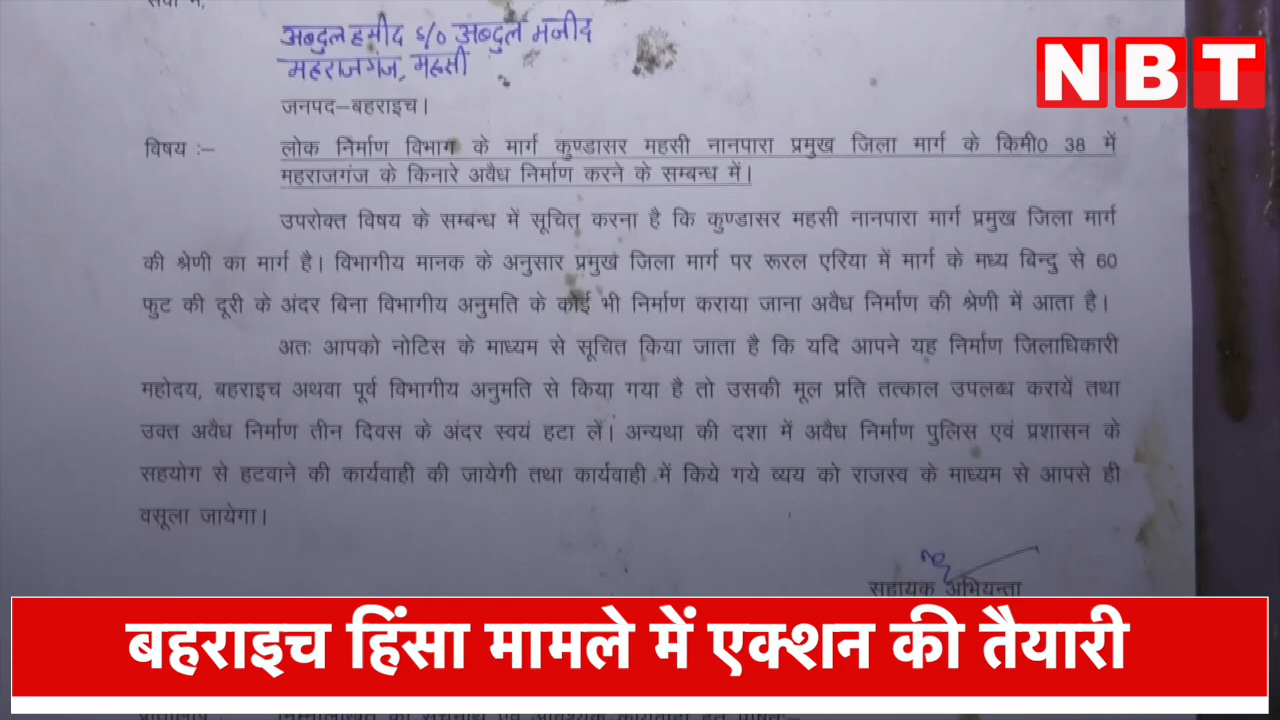 सेवा में,
अब्दुल हमीद s/o अब्दुल मजीद
महराजगंज, महसी
जनपद–बहराइच।
विषय :–
लोक निर्माण विभाग के मार्ग कुण्डासर महसी नानपारा प्रमुख जिला मार्ग के किमी0 38 में
महराजगंज के किनारे अवैध निर्माण करने के सम्बन्ध में।
उपरोक्त विषय के सम्बन्ध में सूचित करना है कि कुण्डासर महसी नानपारा मार्ग प्रमुख जिला मार्ग
की श्रेणी का मार्ग है। विभागीय मानक के अनुसार प्रमुख जिला मार्ग पर रूरल एरिया में मार्ग के मध्य बिन्दु से 60
फुट की दूरी के अंदर बिना विभागीय अनुमति के कोई भी निर्माण कराया जाना अवैध निर्माण की श्रेणी में आता है।
अतः आपको नोटिस के माध्यम से सूचित किया जाता है कि यदि आपने यह निर्माण जिलाधिकारी
महोदय, बहराइच अथवा पूर्व विभागीय अनुमति से किया गया है तो उसकी मूल प्रति तत्काल उपलब्ध करायें तथा
उक्त अवैध निर्माण तीन दिवस के अंदर स्वयं हटा लें। अन्यथा की दशा में अवैध निर्माण पुलिस एवं प्रशासन के
सहयोग से हटवाने की कार्यवाही की जायेगी तथा कार्यवाही में किये गये व्यय को राजस्व के माध्यम से आपसे ही
वसूला जायेगा।
सहायक अभियन्ता
NBT
बहराइच हिंसा मामले में एक्शन की तैयारी